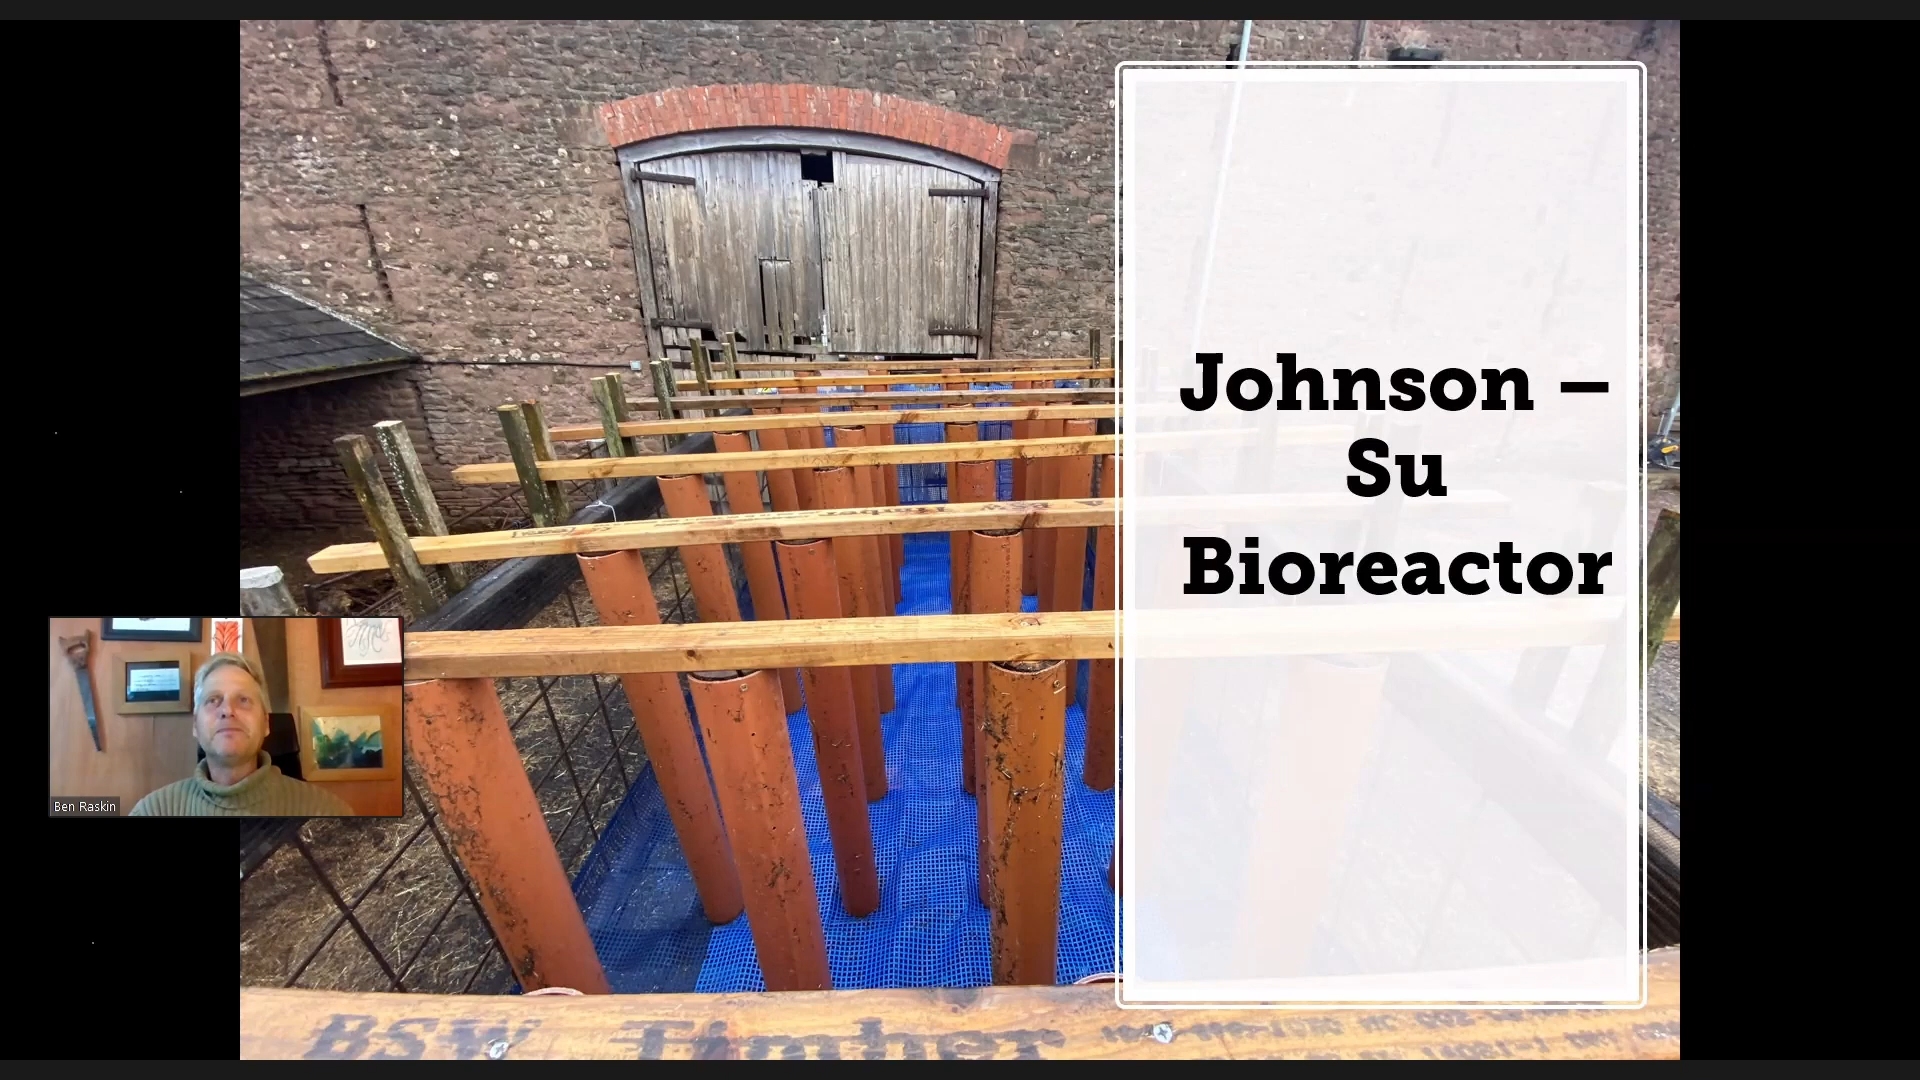 Johnson –
Su
Bioreactor
Ben Raskin
BSW Timber